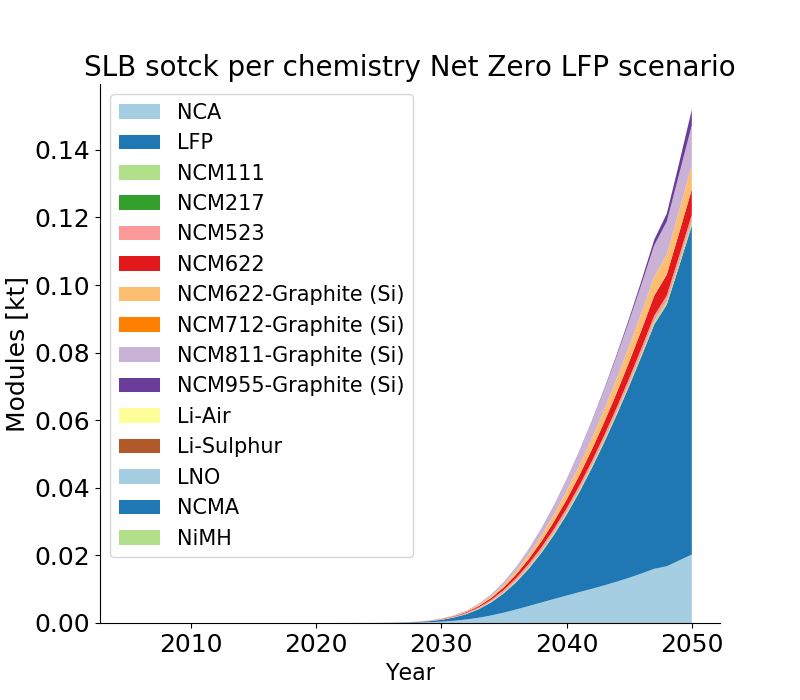 SLB sotck per chemistry Net Zero LFP scenario
NCA
LFP
NCM111
NCM217
NCM523
NCM622
NCM622-Graphite (Si)
NCM712-Graphite (Si)
NCM811-Graphite (Si)
NCM955-Graphite (Si)
Li-Air
Li-Sulphur
LNO
NCMA
NiMH
Modules [kt]
0.14
0.12
0.10
0.08
0.06
0.04
0.02
0.00
2010 2020 2030 2040 2050
Year